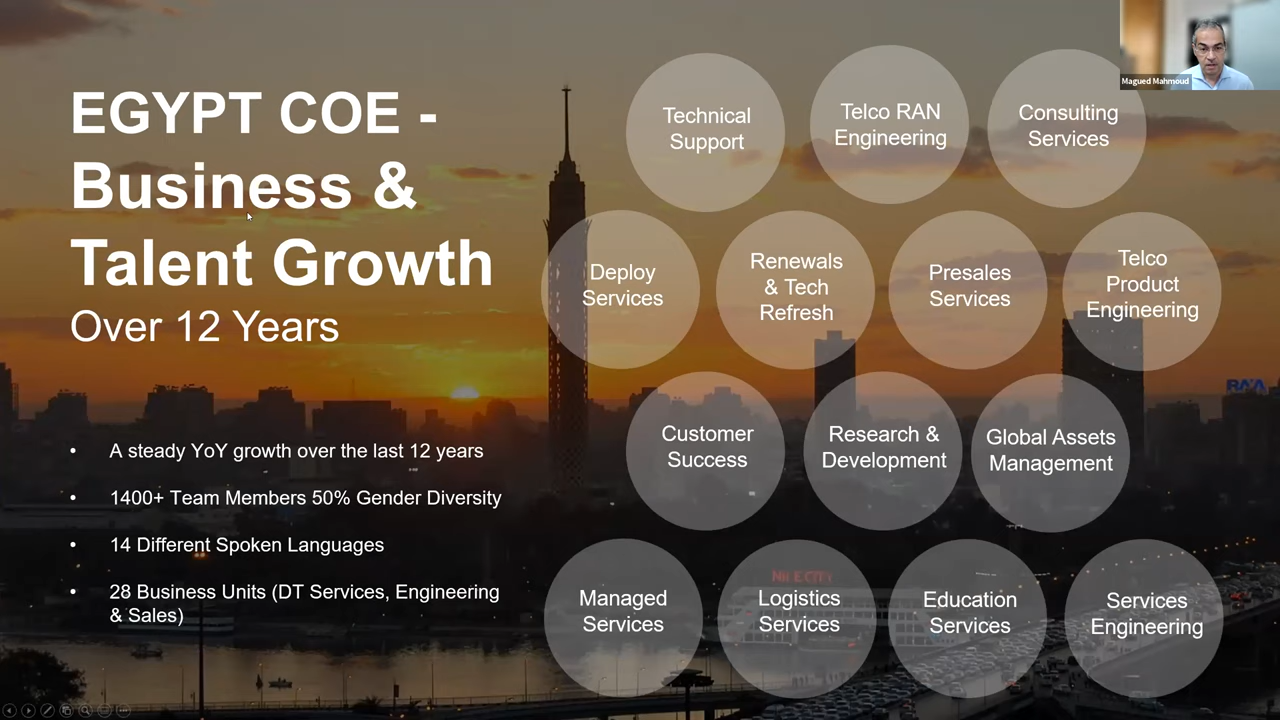 EGYPT COE -
Business &
Talent Growth
Over 12 Years
• A steady YoY growth over the last 12 years
• 1400+ Team Members 50% Gender Diversity
• 14 Different Spoken Languages
• 28 Business Units (DT Services, Engineering
& Sales)
Technical
Support
Telco RAN
Engineering
Consulting
Services
Deploy
Services
Renewals
& Tech
Refresh
Presales
Services
Telco
Product
Engineering
Customer
Success
Research &
Development
Global Assets
Management
Managed
Services
Logistics
Services
Education
Services
Services
Engineering
Magued Mahmoud
RAYA
NILE CITY